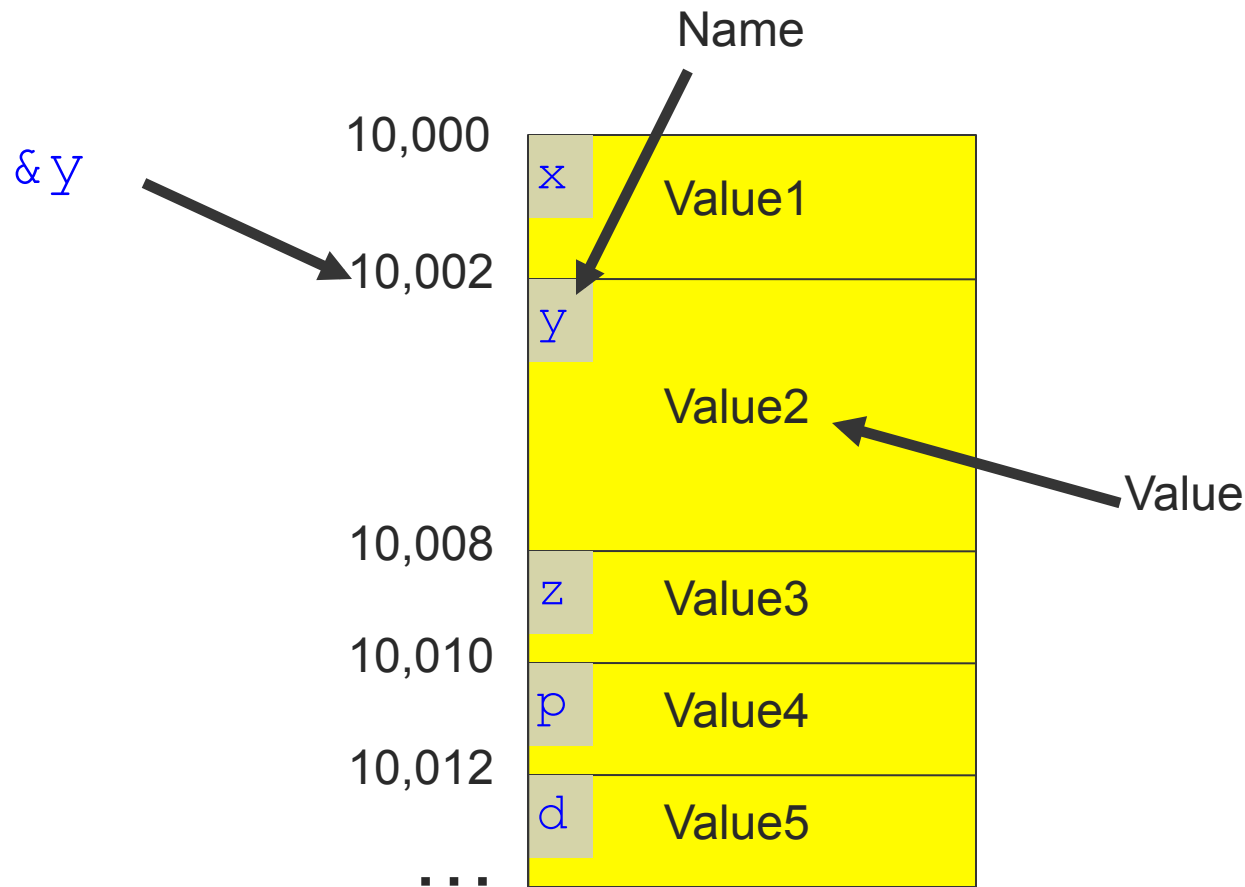 Name
10,000
&y
x
Value1
10,002
y
Value2
Value
10,008
z
Value3
10,010
p
Value4
10,012
d
Value5
...